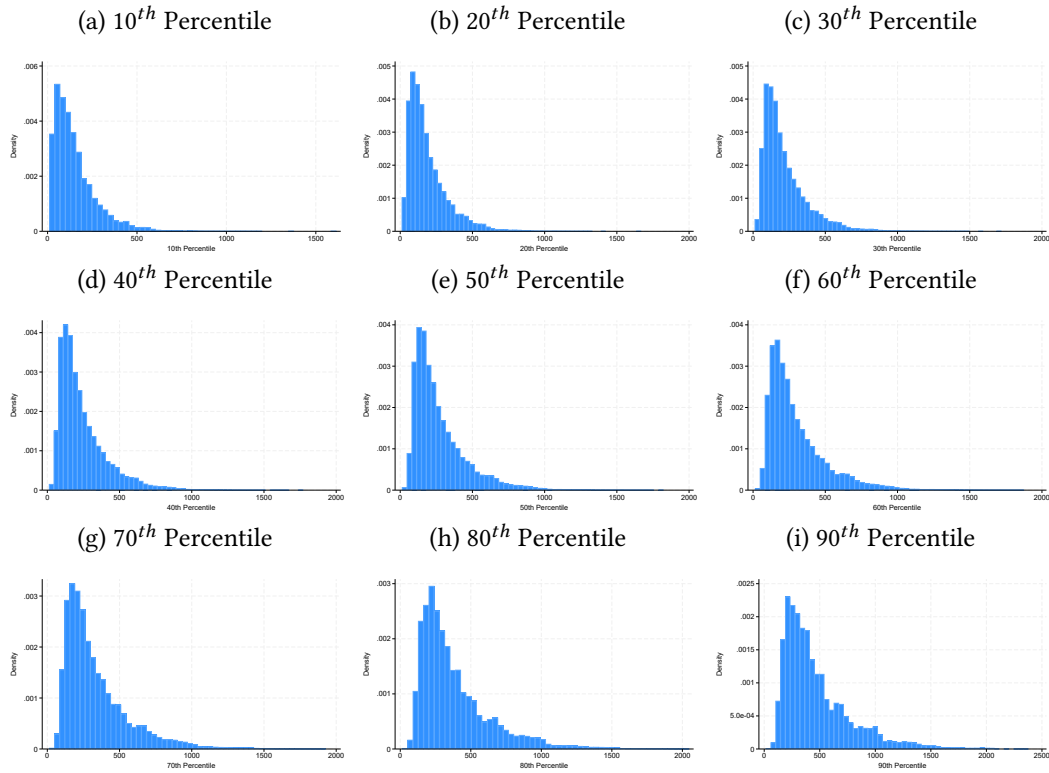 (a) 10th Percentile
(b) 20th Percentile
(c) 30th Percentile
.006
.004
.002
0
Density
0 500 1000 1500
10th Percentile
.005
.004
.003
.002
.001
0
Density
0 500 1000 1500 2000
20th Percentile
.005
.004
.003
.002
.001
0
Density
0 500 1000 1500 2000
30th Percentile
(d) 40th Percentile
(e) 50th Percentile
(f) 60th Percentile
.004
.003
.002
.001
0
Density
0 500 1000 1500 2000
40th Percentile
.004
.003
.002
.001
0
Density
0 500 1000 1500 2000
50th Percentile
.004
.003
.002
.001
0
Density
0 500 1000 1500 2000
60th Percentile
(g) 70th Percentile
(h) 80th Percentile
(i) 90th Percentile
.003
.002
.001
0
Density
0 500 1000 1500 2000
70th Percentile
.003
.002
.001
0
Density
0 500 1000 1500 2000
80th Percentile
.0025
.002
.0015
.001
5.0e-04
0
Density
0 500 1000 1500 2000 2500
90th Percentile